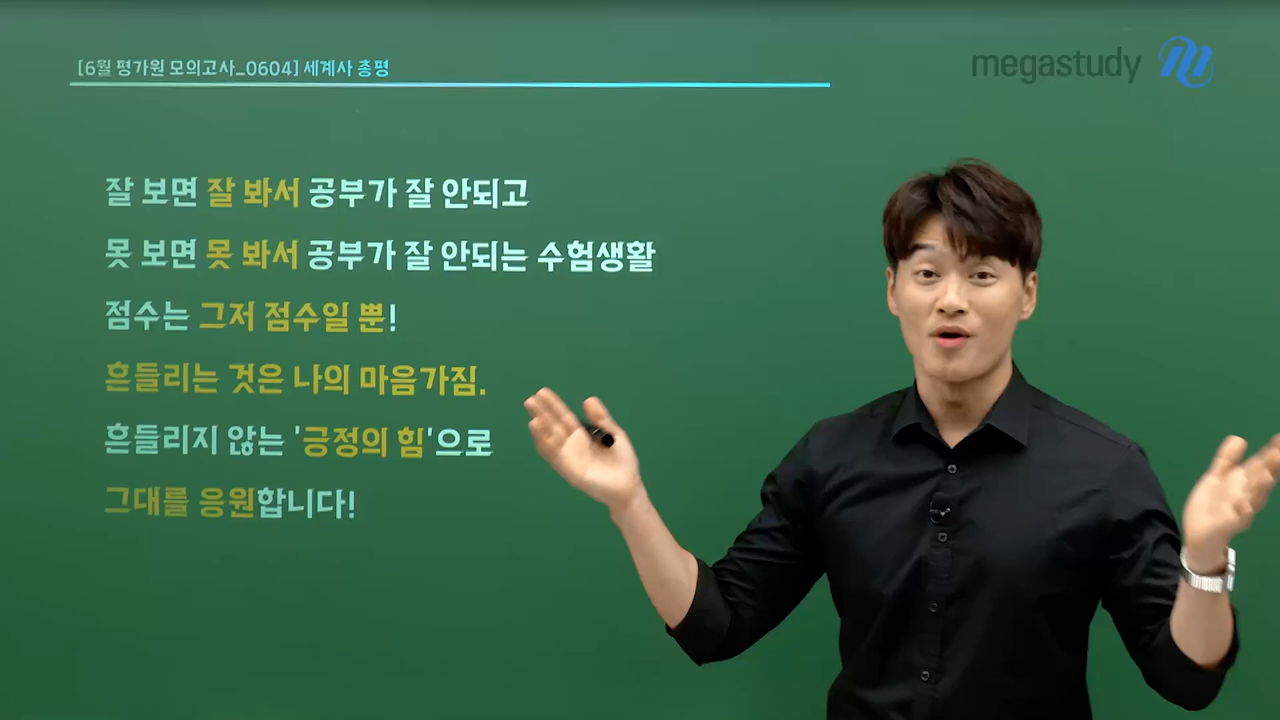 [6월 평가원 모의고사_0604] 세계사 총평
megastudy
잘 보면 잘 봐서 공부가 잘 안되고
못 보면 못 봐서 공부가 잘 안되는 수험생활
점수는 그저 점수일 뿐!
흔들리는 것은 나의 마음가짐.
흔들리지 않는 '긍정의 힘'으로
그대를 응원합니다!